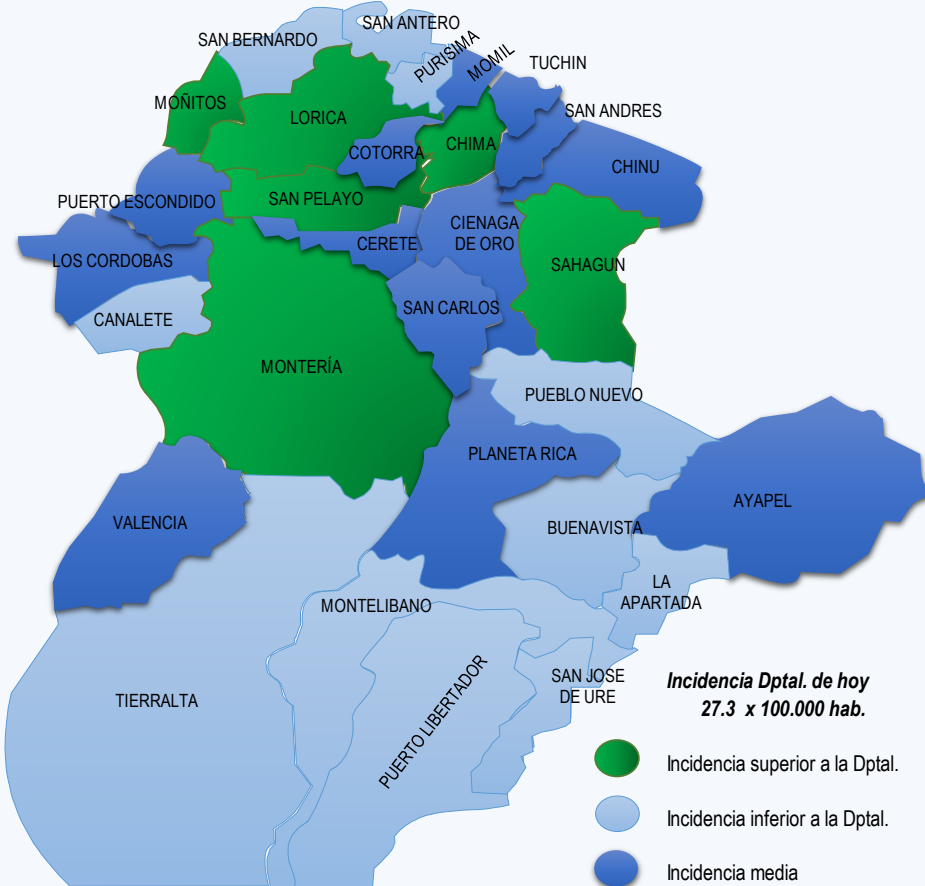 SAN ANTERO
SAN BERNARDO
PURISIMA
MOMIL
TUCHIN
MOÑITOS
SAN ANDRES
LORICA
COTORRA
CHIMA
CHINU
PUERTO ESCONDIDO
SAN PELAYO
CIENAGA
DE ORO
CERETE
LOS CORDOBAS
SAHAGUN
SAN CARLOS
CANALETE
MONTERÍA
PUEBLO NUEVO
PLANETA RICA
AYAPEL
VALENCIA
BUENAVISTA
LA
APARTADA
MONTELIBANO
TIERRALTA
PUERTO LIBERTADOR
SAN JOSE
DE URE
Incidencia Dptal. de hoy
27.3 x 100.000 hab.
Incidencia superior a la Dptal.
Incidencia inferior a la Dptal.
Incidencia media